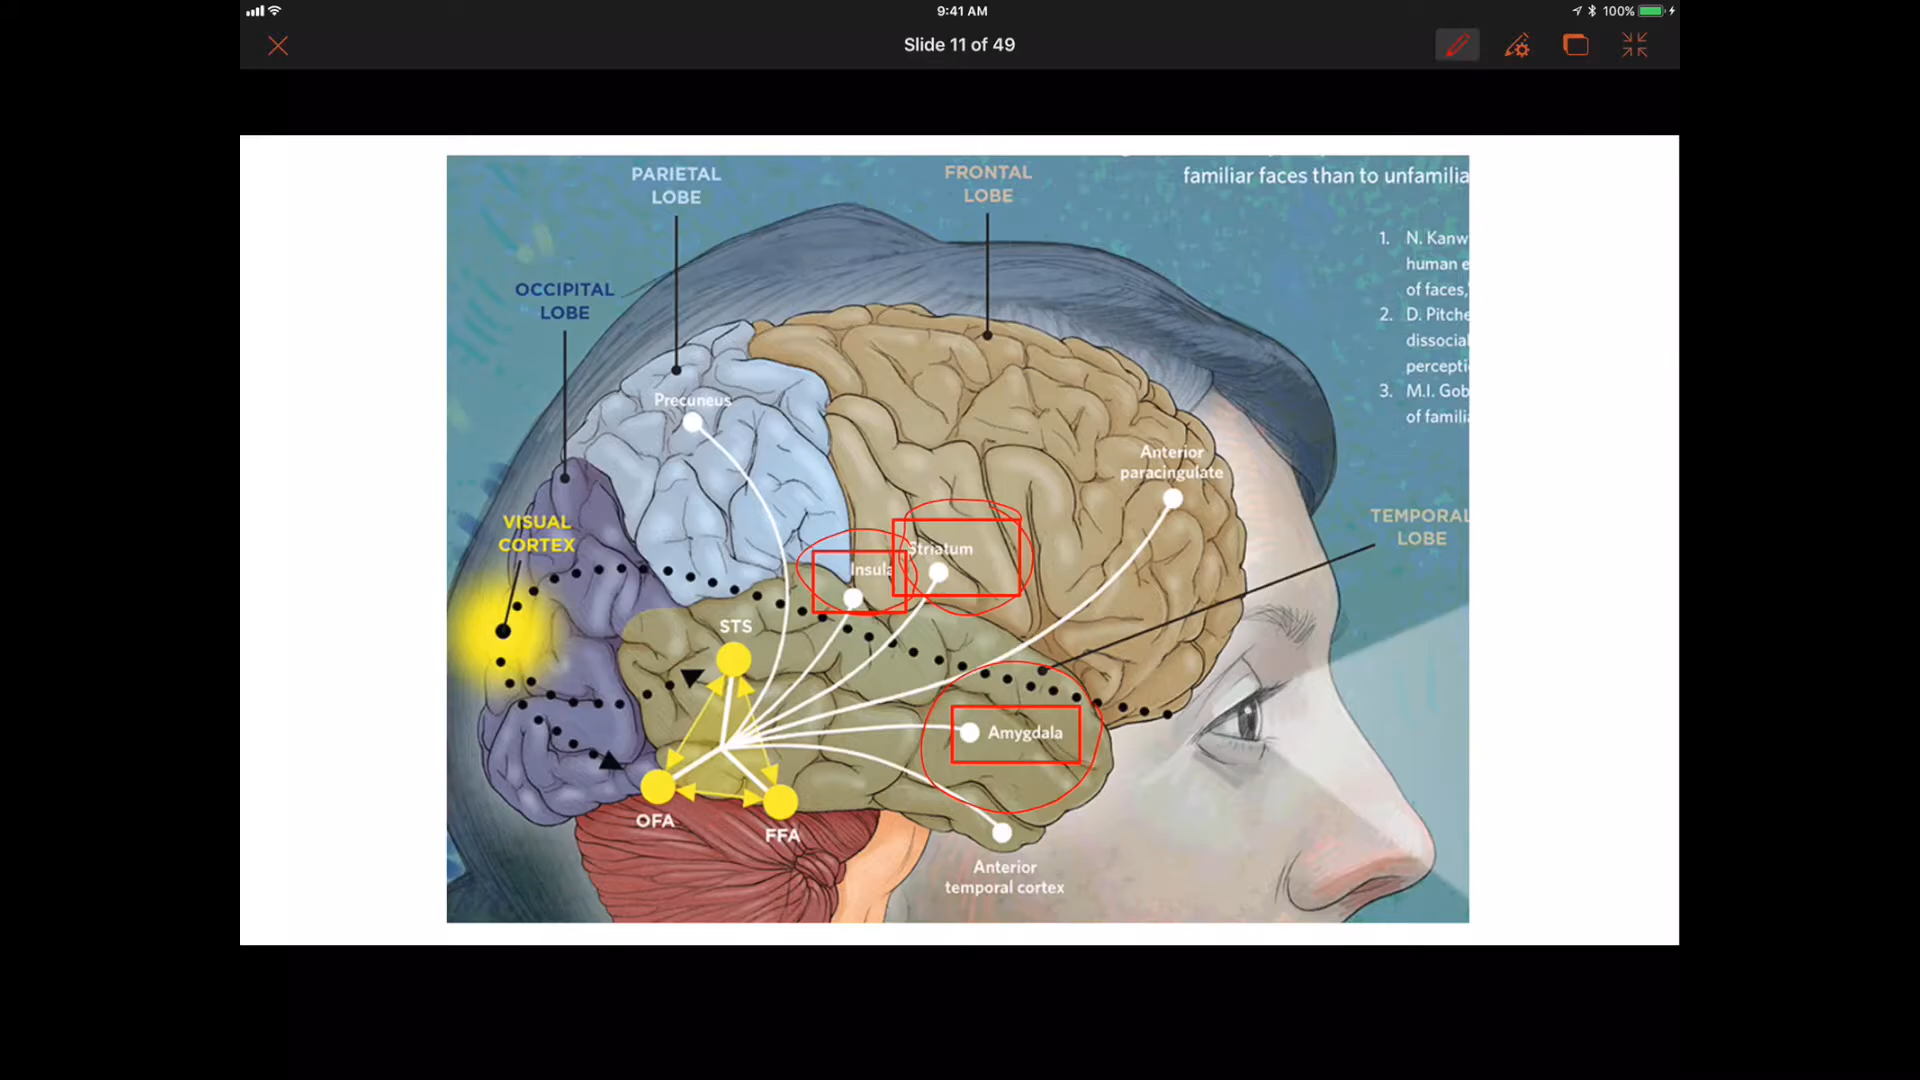 9:41 AM
100%
Slide 11 of 49
PARIETAL
LOBE
FRONTAL
LOBE
familiar faces than to unfamilia
OCCIPITAL
LOBE
1. N. Kanw
human e
of faces,
2. D. Pitche
dissocial
percepti
3. M.I. Gob
of familia
Precuneus
Anterior
paracingulate
VISUAL
CORTEX
TEMPORAL
LOBE
Striatum
Insula
STS
Amygdala
OFA
FFA
Anterior
temporal cortex